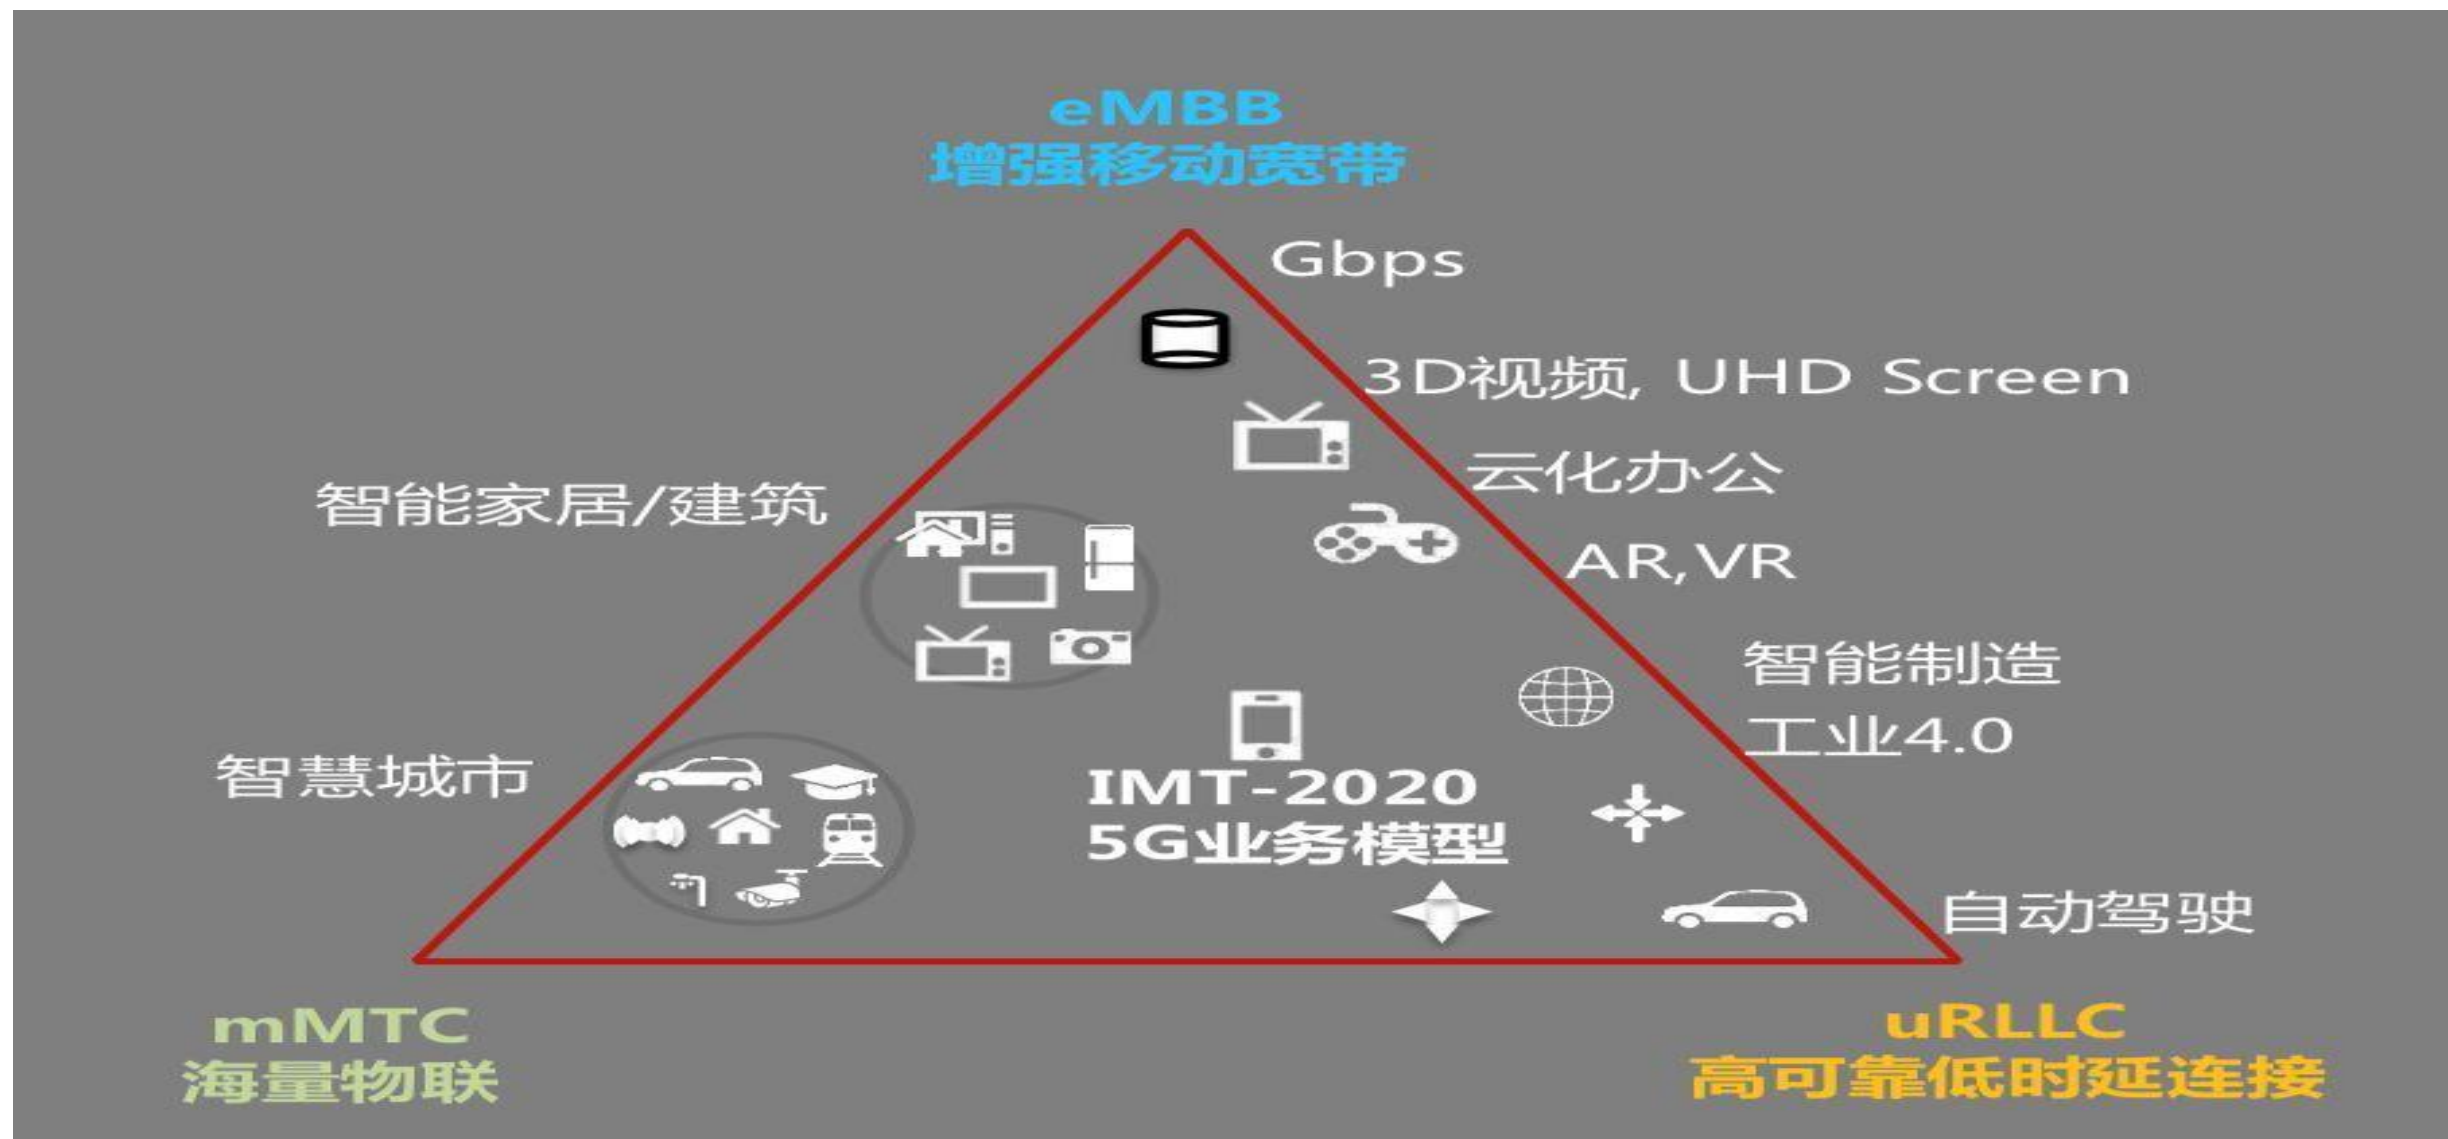 eMBB
增强移动宽带
Gbps
3D视频, UHD Screen
云化办公
智能家居/建筑
AR,VR
智能制造
工业4.0
智慧城市
IMT-2020
5G业务模型
自动驾驶
mMTC
海量物联
uRLLC
高可靠低时延连接